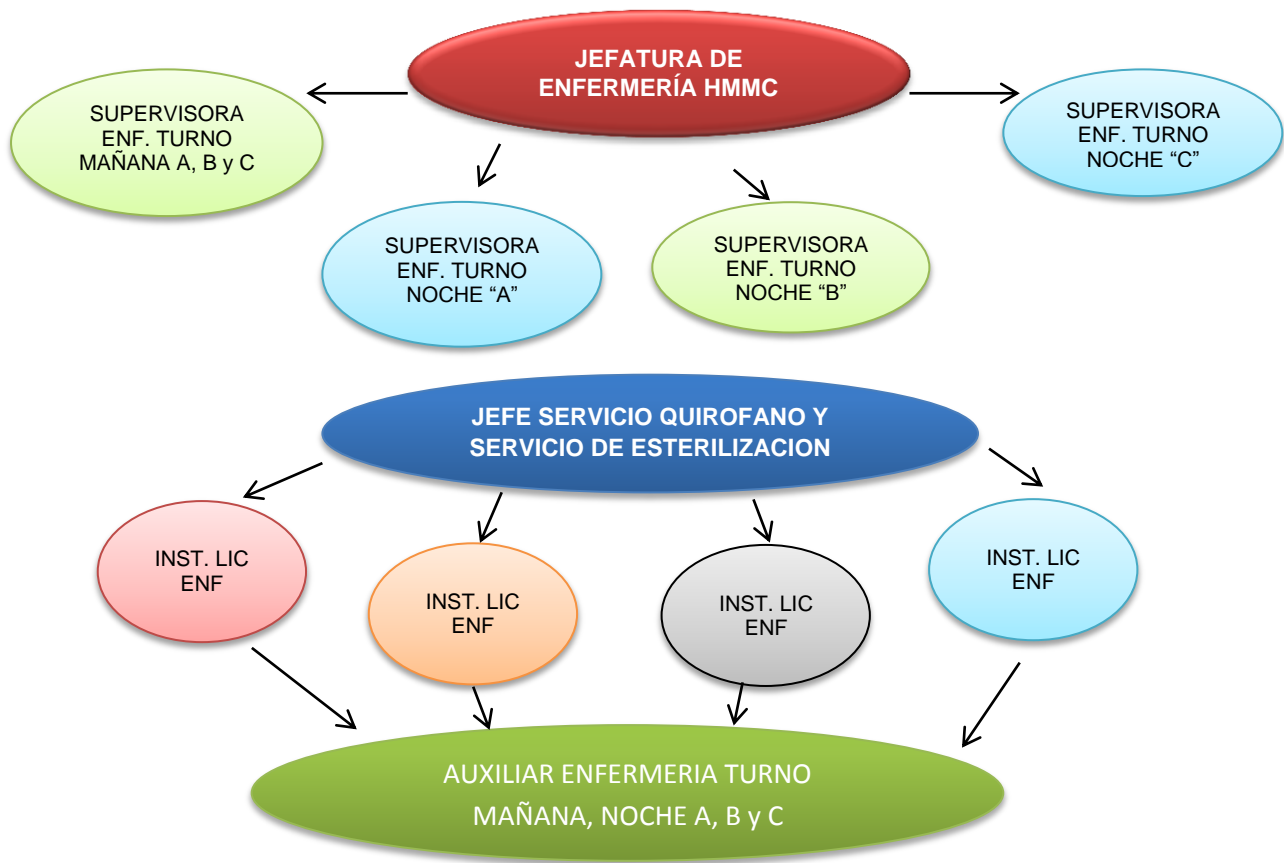 JEFATURA DE
ENFERMERÍA HMMC
SUPERVISORA
ENF. TURNO
MAÑANA A, B y C
SUPERVISORA
ENF. TURNO
NOCHE “C”
SUPERVISORA
ENF. TURNO
NOCHE “A”
SUPERVISORA
ENF. TURNO
NOCHE “B”
JEFE SERVICIO QUIROFANO Y
SERVICIO DE ESTERILIZACION
INST. LIC
ENF
INST. LIC
ENF
INST. LIC
ENF
INST. LIC
ENF
AUXILIAR ENFERMERIA TURNO
MAÑANA, NOCHE A, B y C